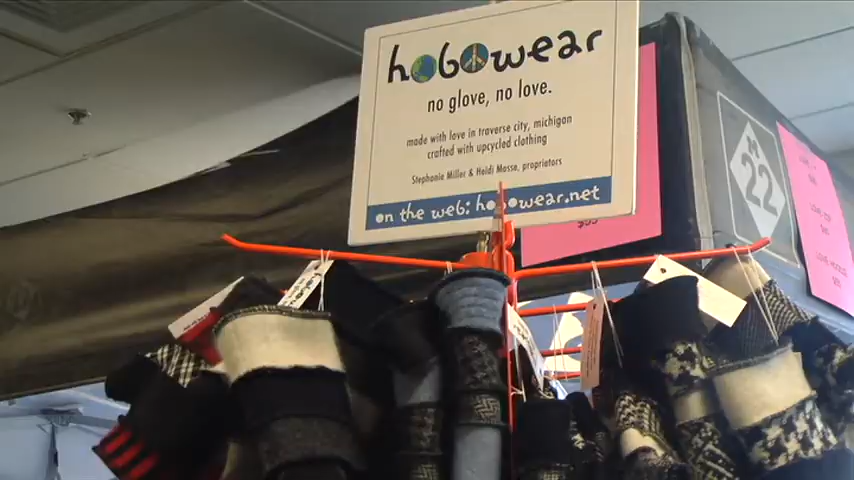 hobowear
no glove, no love.
made with love in traverse city, michigan
crafted with upcycled clothing
Stephanie Miller & Heidi Masse, proprietors
on the web: hobowear.net
M
22